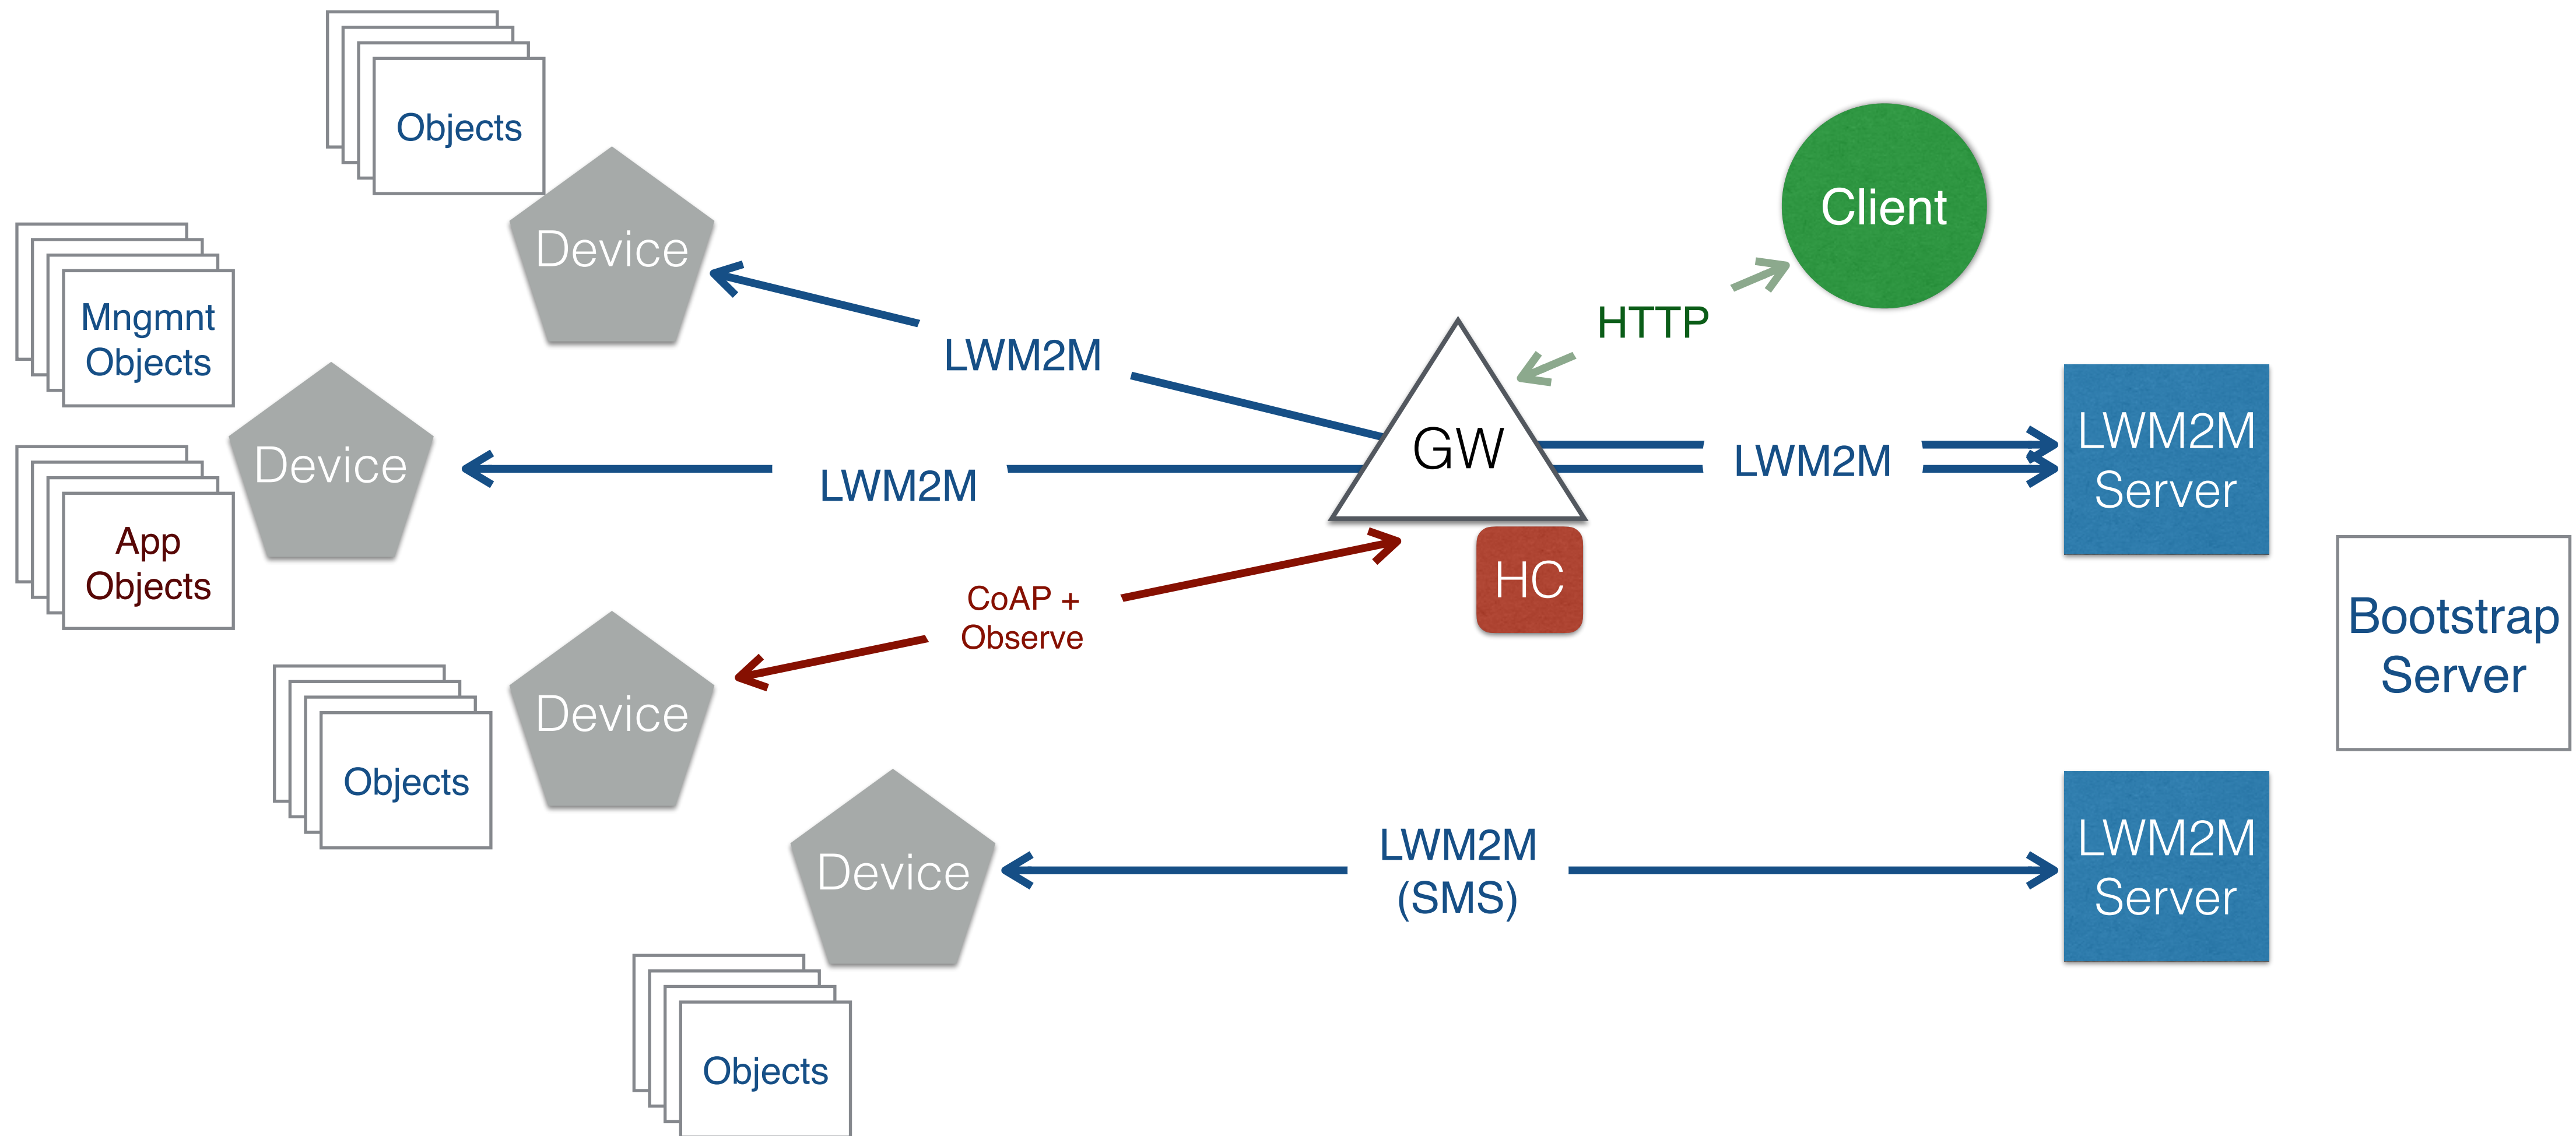 Objects
Device
Client
Mngmnt
Objects
HTTP
LWM2M
GW
LWM2M
Server
Device
LWM2M
LWM2M
App
Objects
HC
CoAP +
Observe
Bootstrap
Server
Device
Objects
Device
LWM2M
(SMS)
LWM2M
Server
Objects